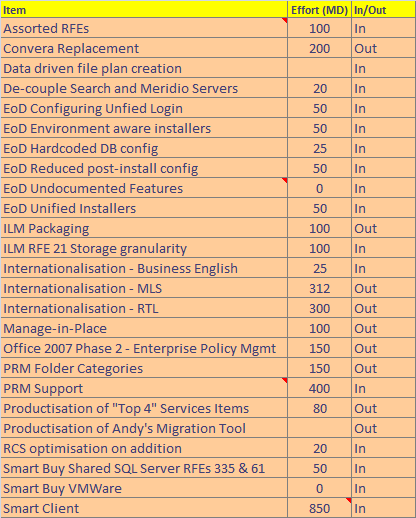 Item Effort (MD) In/Out
Assorted RFEs 100 In
Convera Replacement 200 Out
Data driven file plan creation In
De-couple Search and Meridio Servers 20 In
EoD Configuring Unfied Login 50 In
EoD Environment aware installers 50 In
EoD Hardcoded DB config 25 In
EoD Reduced post-install config 50 In
EoD Undocumented Features 0 In
EoD Unified Installers 50 In
ILM Packaging 100 Out
ILM RFE 21 Storage granularity 100 In
Internationalisation - Business English 25 In
Internationalisation - MLS 312 Out
Internationalisation - RTL 300 Out
Manage-in-Place 100 Out
Office 2007 Phase 2 - Enterprise Policy Mgmt 150 Out
PRM Folder Categories 150 Out
PRM Support 400 In
Productisation of "Top 4" Services Items 80 Out
Productisation of Andy's Migration Tool Out
RCS optimisation on addition 20 In
Smart Buy Shared SQL Server RFEs 335 & 61 50 In
Smart Buy VMWare 0 In
Smart Client 850 In